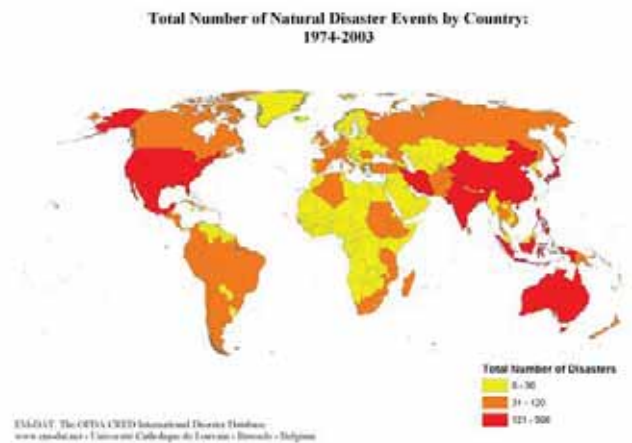 Total Number of Natural Disaster Events by Country:
1974-2003
Total Number of Disasters
0 - 30
31 - 120
121 - 506
EM-DAT: The OFDA CRED International Disaster Database
www.em-dat.net - Université Catholique de Louvain - Brussels - Belgium